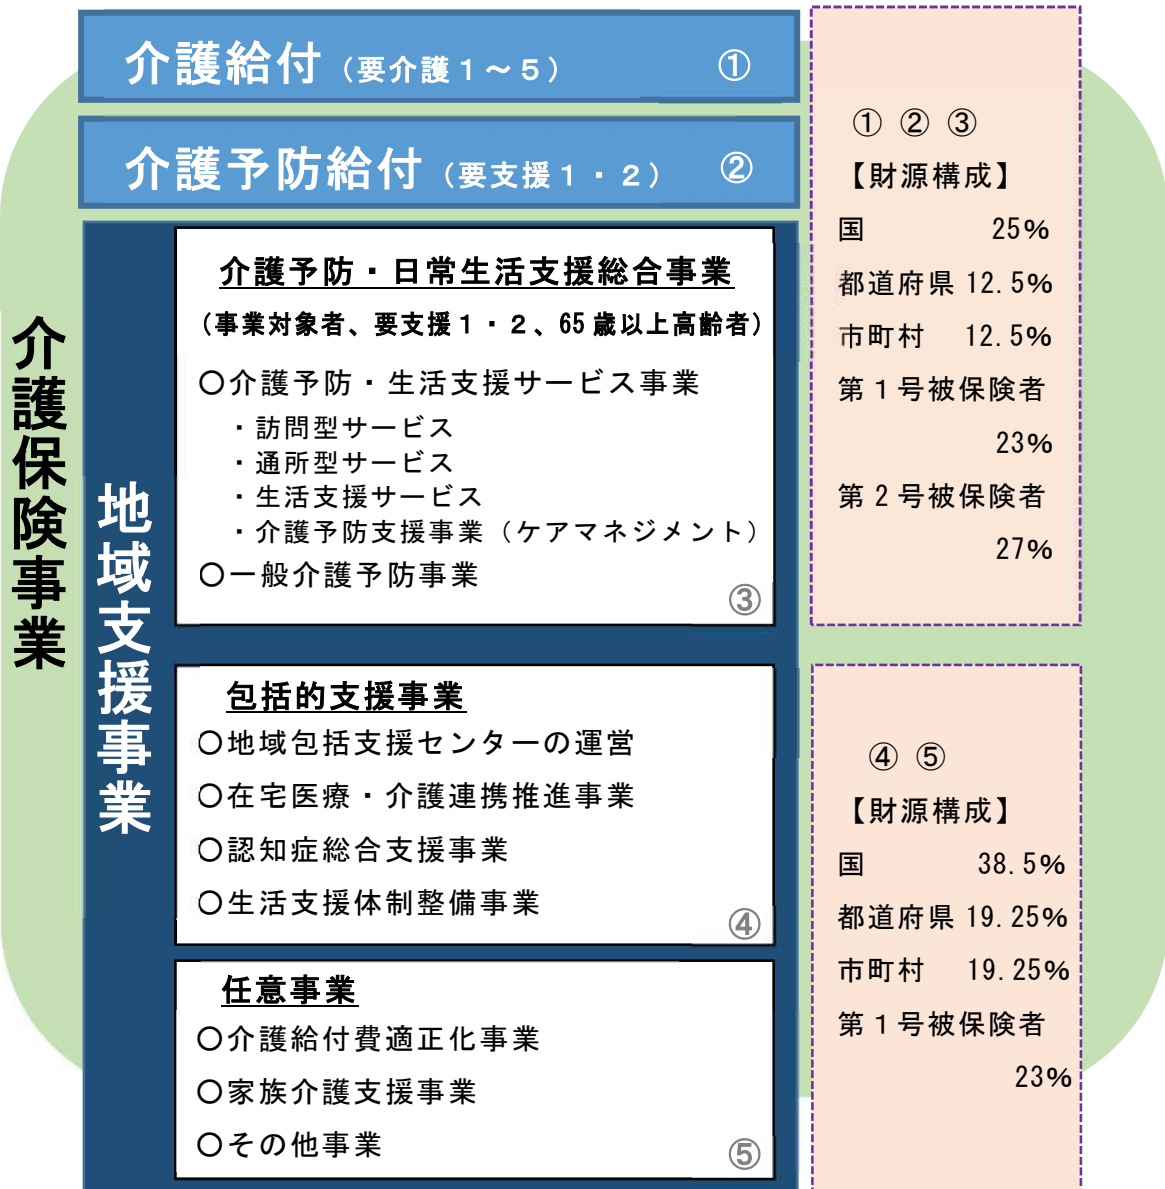 介護保険事業
介護給付（要介護１～５） ①
介護予防給付（要支援１・２） ②
地域支援事業
介護予防・日常生活支援総合事業
（事業対象者、要支援１・２、65歳以上高齢者）
〇介護予防・生活支援サービス事業
・訪問型サービス
・通所型サービス
・生活支援サービス
・介護予防支援事業（ケアマネジメント）
〇一般介護予防事業
③
包括的支援事業
〇地域包括支援センターの運営
〇在宅医療・介護連携推進事業
〇認知症総合支援事業
〇生活支援体制整備事業
④
任意事業
〇介護給付費適正化事業
〇家族介護支援事業
〇その他事業
⑤
① ② ③
【財源構成】
国 25%
都道府県 12.5%
市町村 12.5%
第１号被保険者
23%
第２号被保険者
27%
④ ⑤
【財源構成】
国 38.5%
都道府県 19.25%
市町村 19.25%
第１号被保険者
23%